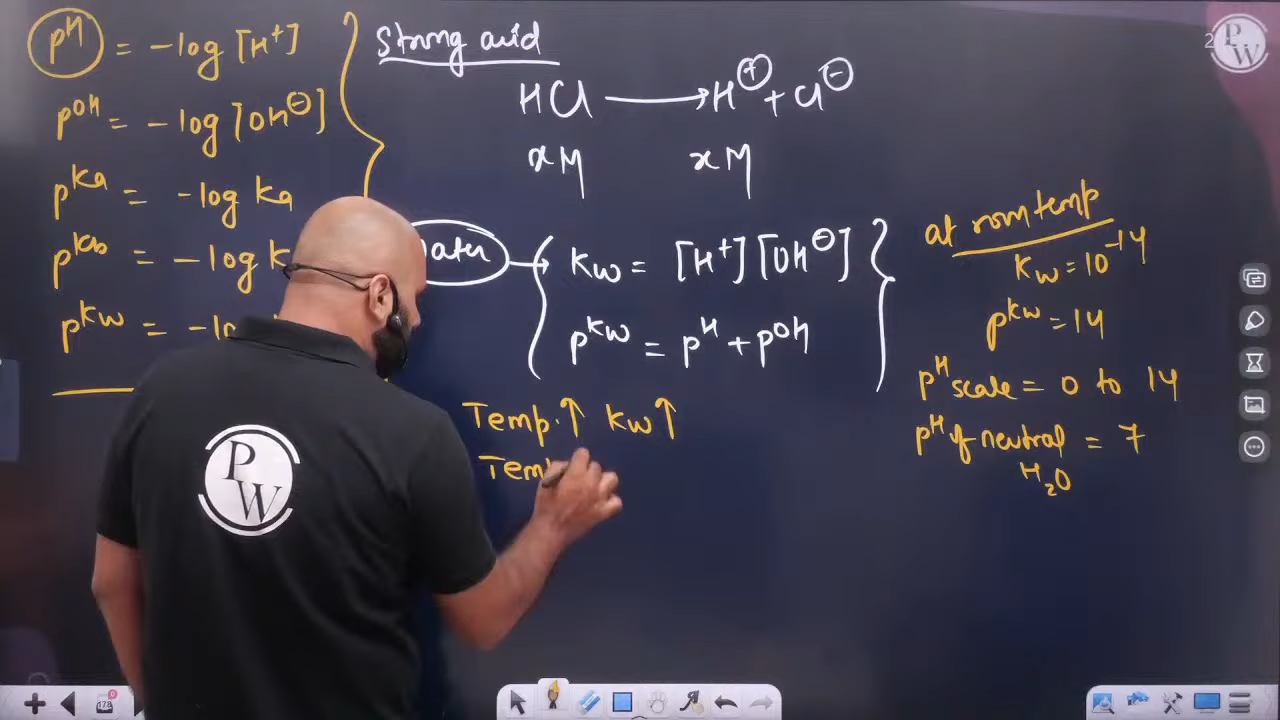 pH = -log [H+]
pOH = -log [OH⊖]
pKa = -log Ka
pKb = -log K
pKw = -lo
Strong acid
HCl → H⊕ + Cl⊖
xM xM
Kw = [H+] [OH⊖]
pKw = pH + pOH
Temp.↑ Kw↑
Tem
at room temp
Kw = 10-14
pKw = 14
pH scale = 0 to 14
pH of neutral = 7
H2O
PW
PW
2